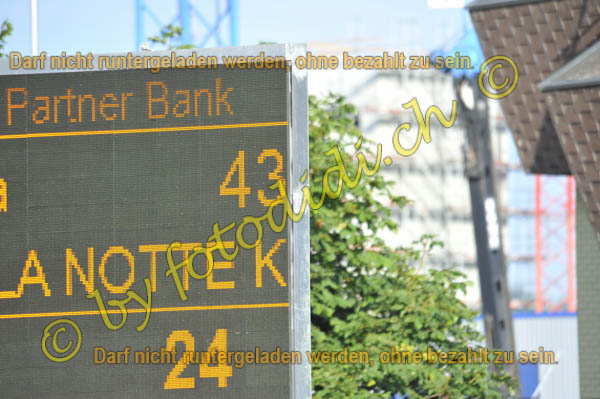 Darf nicht runtergeladen werden, ohne bezahlt zu sein.
Partner Bank
43
LA NOTTE K
24
© by fotodidi.ch ©
Darf nicht runtergeladen werden, ohne bezahlt zu sein.